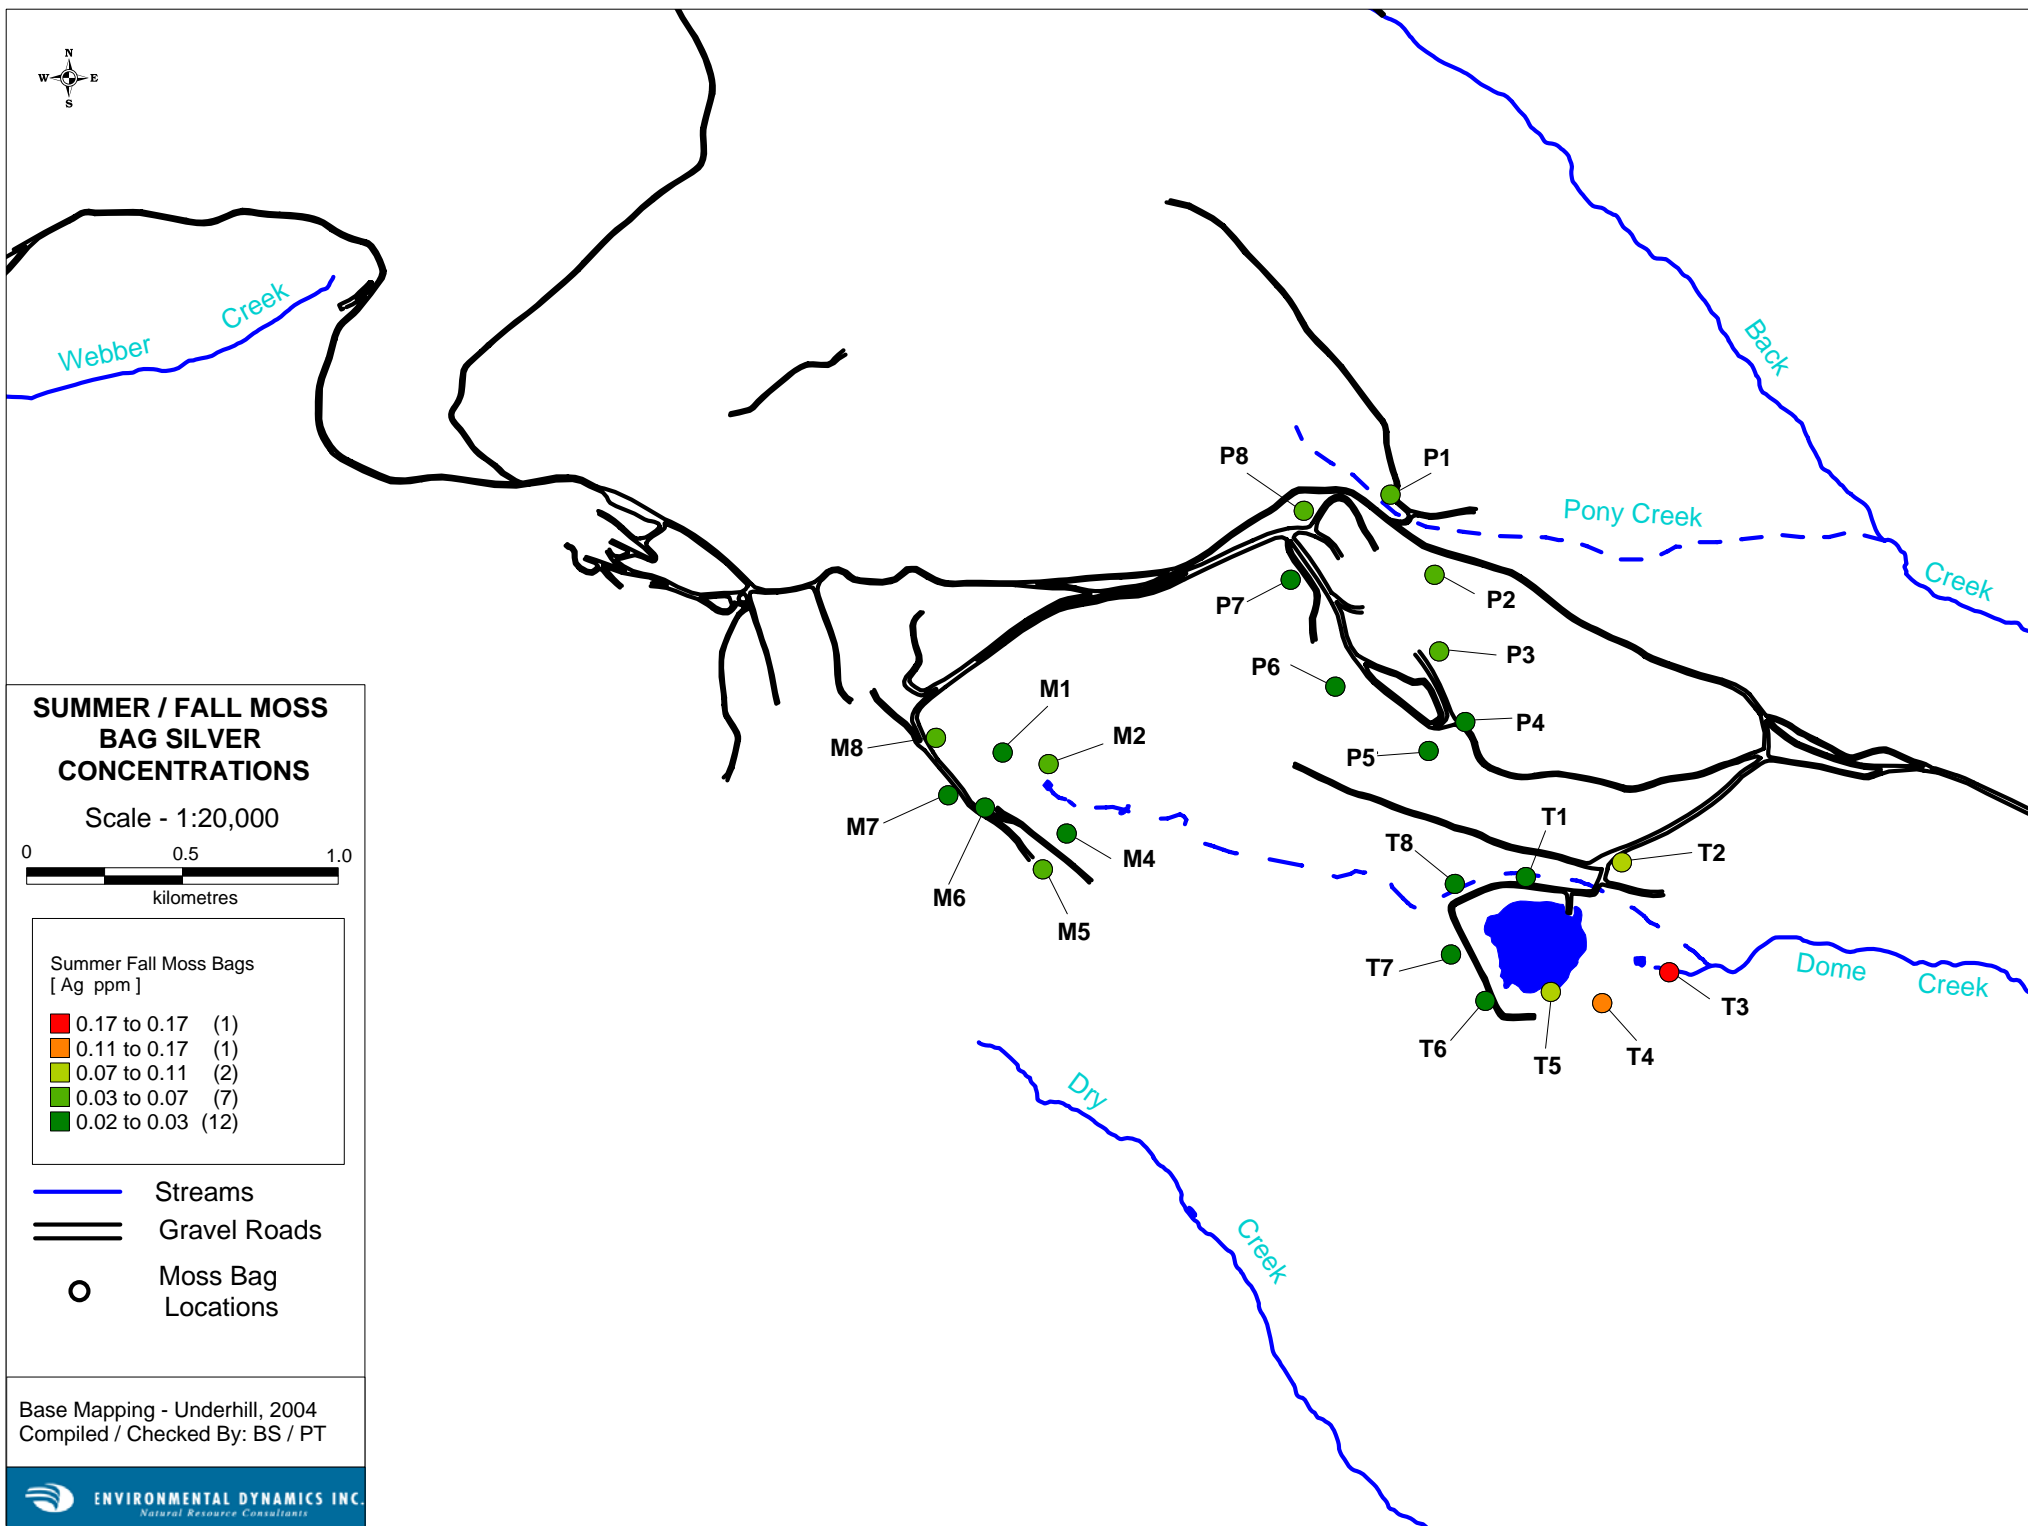 N
W E
S
Webber Creek
Back Creek
Pony Creek
P8
P1
P7
P2
P6
P3
P5
P4
M1
M8
M2
M7
M4
M6
M5
T1
T8
T2
T7
T3
T6
T5
T4
Dome Creek
Dry Creek
SUMMER / FALL MOSS
BAG SILVER
CONCENTRATIONS
Scale - 1:20,000
0 0.5 1.0
kilometres
Summer Fall Moss Bags
[ Ag ppm ]
0.17 to 0.17 (1)
0.11 to 0.17 (1)
0.07 to 0.11 (2)
0.03 to 0.07 (7)
0.02 to 0.03 (12)
Streams
Gravel Roads
Moss Bag
Locations
Base Mapping - Underhill, 2004
Compiled / Checked By: BS / PT
ENVIRONMENTAL DYNAMICS INC.
Natural Resource Consultants